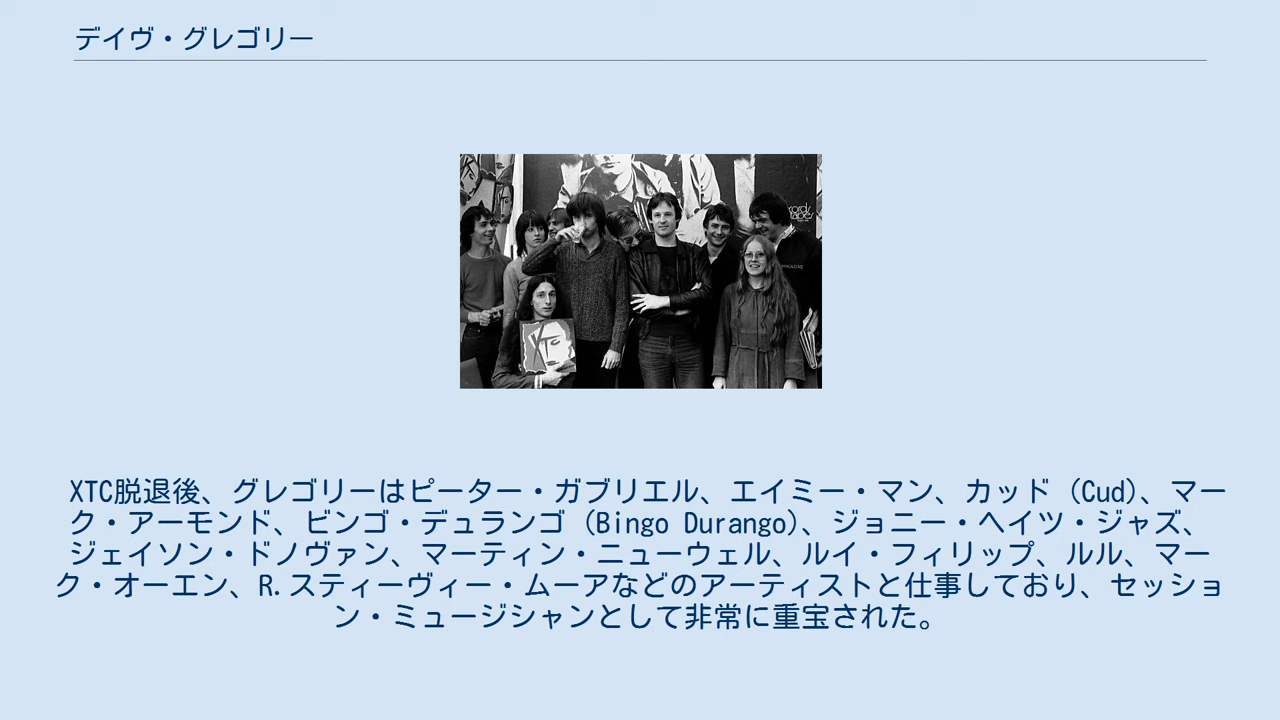 デイヴ・グレゴリー
XTC
XTC脱退後、グレゴリーはピーター・ガブリエル、エイミー・マン、カッド (Cud)、マー
ク・アーモンド、ビンゴ・デュランゴ (Bingo Durango)、ジョニー・ヘイツ・ジャズ、
ジェイソン・ドノヴァン、マーティン・ニューウェル、ルイ・フィリップ、ルル、マー
ク・オーエン、R.スティーヴィー・ムーアなどのアーティストと仕事しており、セッショ
ン・ミュージシャンとして非常に重宝された。